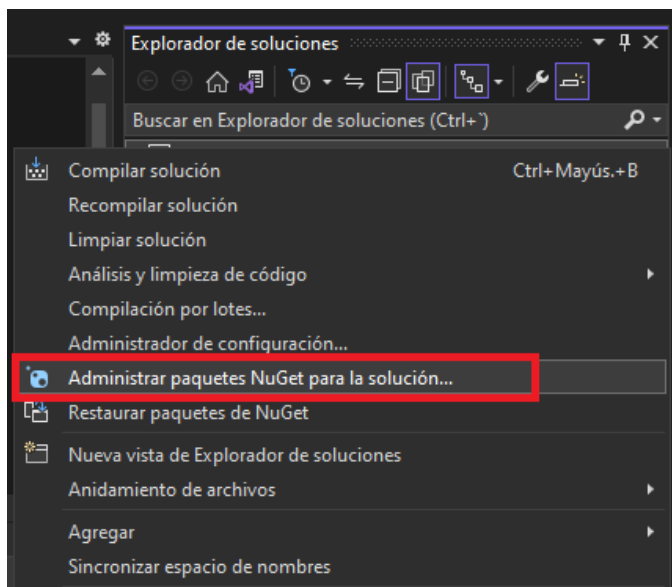 Explorador de soluciones
Buscar en Explorador de soluciones (Ctrl+`)
Compilar solución Ctrl+Mayús.+B
Recompilar solución
Limpiar solución
Análisis y limpieza de código
Compilación por lotes...
Administrador de configuración...
Administrar paquetes NuGet para la solución...
Restaurar paquetes de NuGet
Nueva vista de Explorador de soluciones
Anidamiento de archivos
Agregar
Sincronizar espacio de nombres